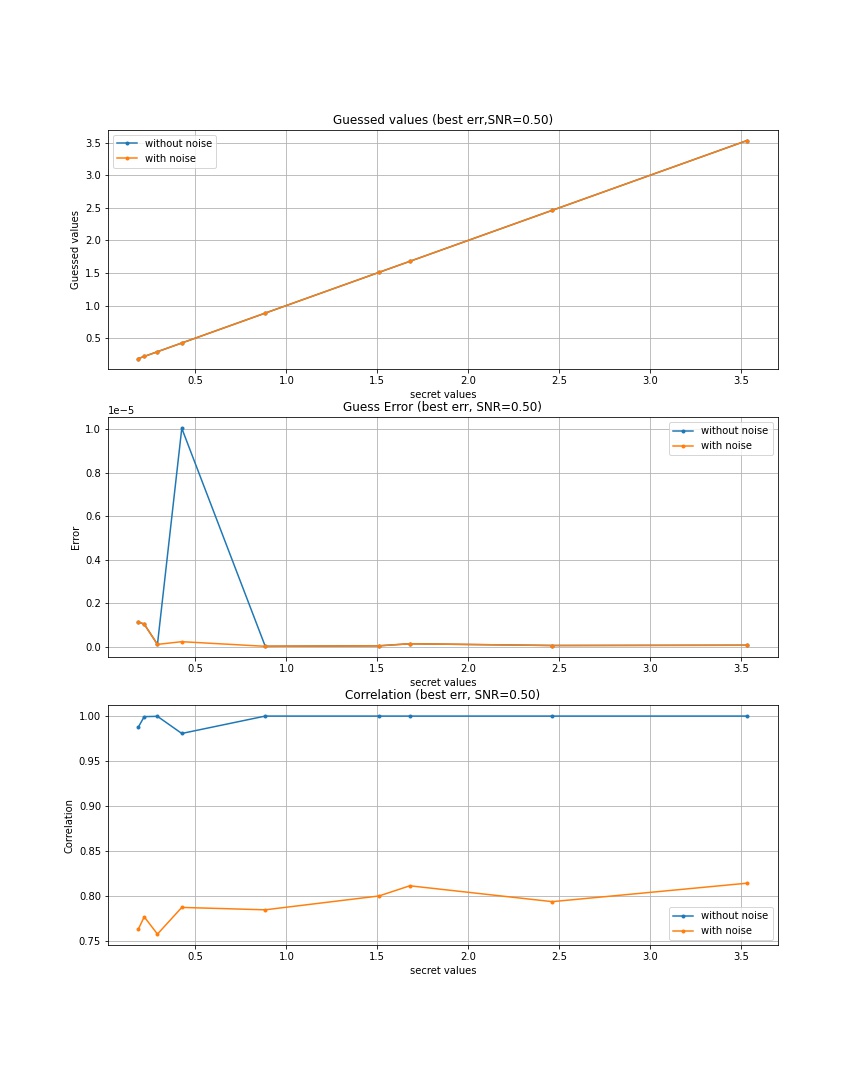 Guessed values (best err,SNR=0.50)
without noise
with noise
Guessed values
3.5
3.0
2.5
2.0
1.5
1.0
0.5
0.5 1.0 1.5 2.0 2.5 3.0 3.5
secret values
Guess Error (best err, SNR=0.50)
1e−5
without noise
with noise
Error
1.0
0.8
0.6
0.4
0.2
0.0
0.5 1.0 1.5 2.0 2.5 3.0 3.5
secret values
Correlation (best err, SNR=0.50)
Correlation
1.00
0.95
0.90
0.85
0.80
0.75
without noise
with noise
0.5 1.0 1.5 2.0 2.5 3.0 3.5
secret values